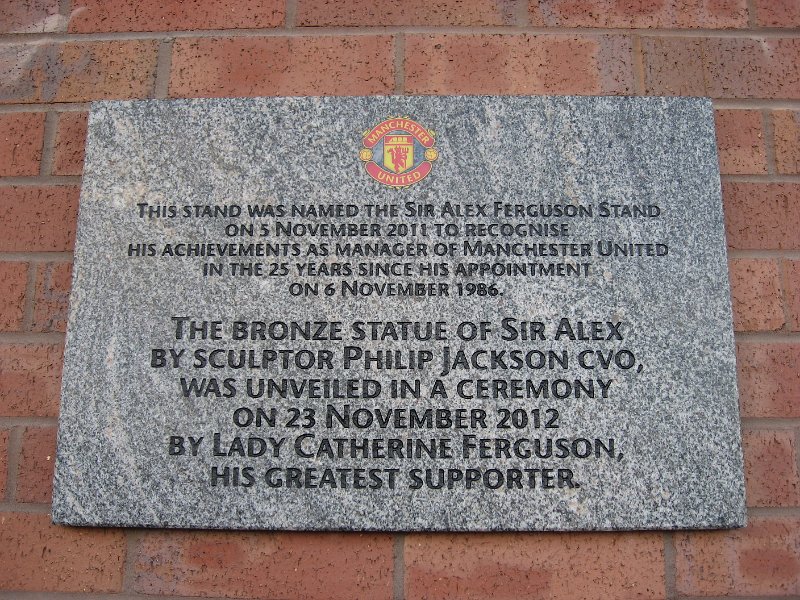 MANCHESTER
UNITED
THIS STAND WAS NAMED THE SIR ALEX FERGUSON STAND
ON 5 NOVEMBER 2011 TO RECOGNISE
HIS ACHIEVEMENTS AS MANAGER OF MANCHESTER UNITED
IN THE 25 YEARS SINCE HIS APPOINTMENT
ON 6 NOVEMBER 1986.
THE BRONZE STATUE OF SIR ALEX
BY SCULPTOR PHILIP JACKSON CVO,
WAS UNVEILED IN A CEREMONY
ON 23 NOVEMBER 2012
BY LADY CATHERINE FERGUSON,
HIS GREATEST SUPPORTER.